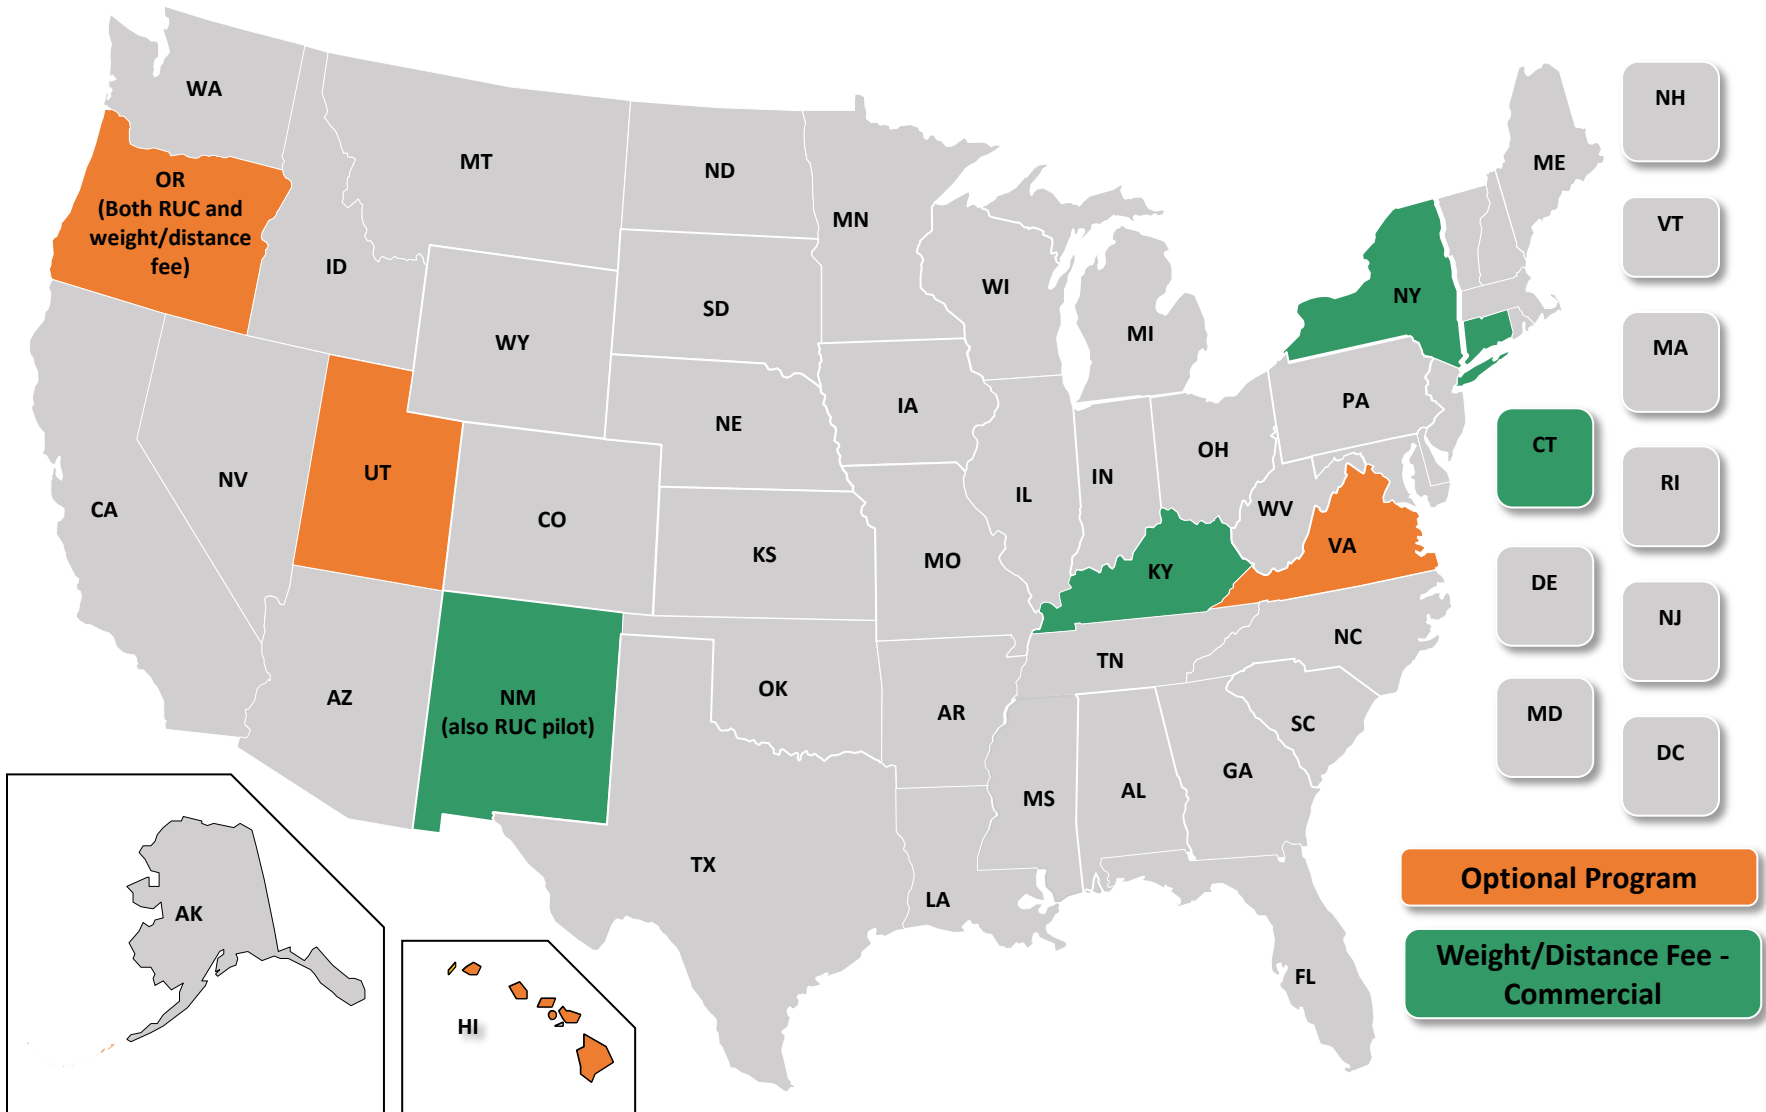 WA
NH
MT
ND
ME
OR
(Both RUC and
weight/distance
fee)
MN
VT
ID
WI
NY
SD
MI
WY
MA
PA
IA
NE
OH
CT
UT
NV
IN
RI
IL
WV
CA
CO
VA
KS
MO
KY
DE
NJ
NC
TN
OK
AZ
NM
(also RUC pilot)
AR
SC
MD
DC
GA
AL
MS
TX
Optional Program
LA
AK
Weight/Distance Fee -
Commercial
FL
HI